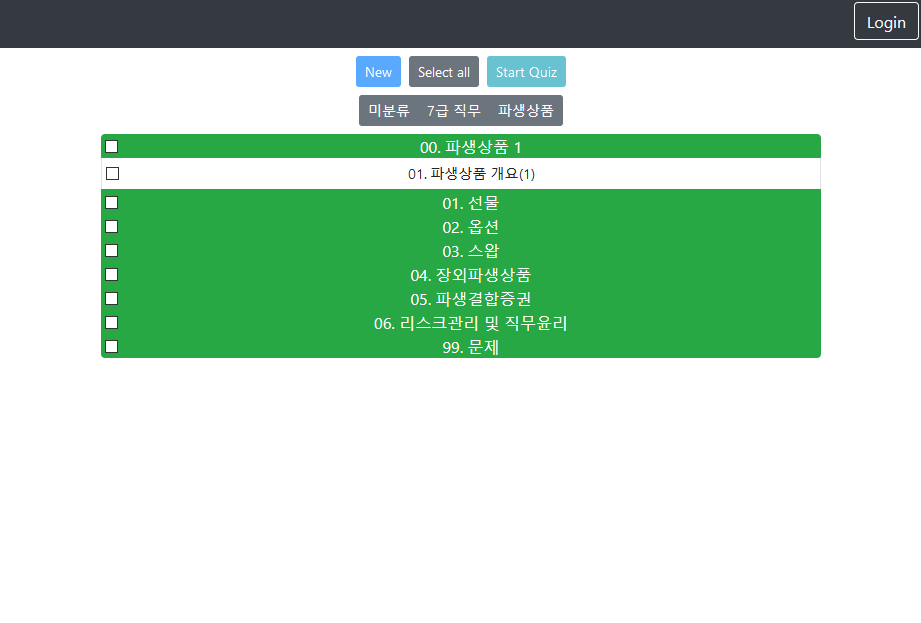 Login
New Select all Start Quiz
미분류 7급 직무 파생상품
00. 파생상품 1
01. 파생상품 개요(1)
01. 선물
02. 옵션
03. 스왑
04. 장외파생상품
05. 파생결합증권
06. 리스크관리 및 직무윤리
99. 문제